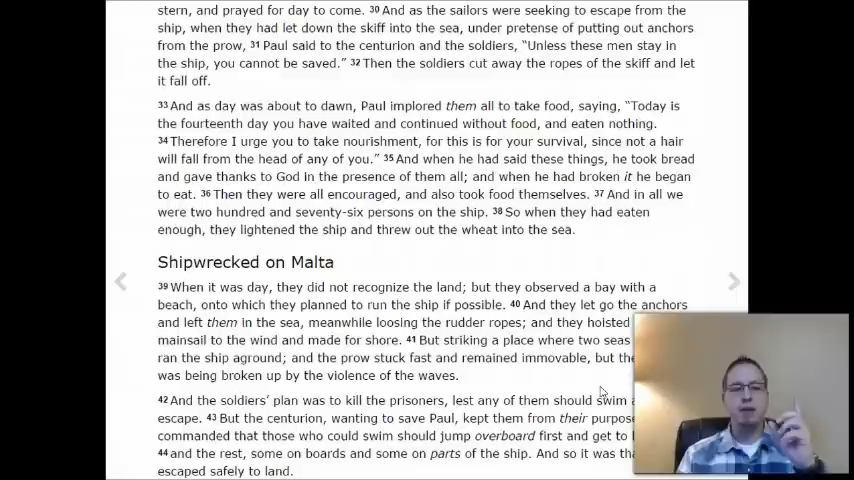 stern, and prayed for day to come. 30 And as the sailors were seeking to escape from the
ship, when they had let down the skiff into the sea, under pretense of putting out anchors
from the prow, 31 Paul said to the centurion and the soldiers, “Unless these men stay in
the ship, you cannot be saved.” 32 Then the soldiers cut away the ropes of the skiff and let
it fall off.
33 And as day was about to dawn, Paul implored them all to take food, saying, “Today is
the fourteenth day you have waited and continued without food, and eaten nothing.
34 Therefore I urge you to take nourishment, for this is for your survival, since not a hair
will fall from the head of any of you.” 35 And when he had said these things, he took bread
and gave thanks to God in the presence of them all; and when he had broken it he began
to eat. 36 Then they were all encouraged, and also took food themselves. 37 And in all we
were two hundred and seventy-six persons on the ship. 38 So when they had eaten
enough, they lightened the ship and threw out the wheat into the sea.
Shipwrecked on Malta
39 When it was day, they did not recognize the land; but they observed a bay with a
beach, onto which they planned to run the ship if possible. 40 And they let go the anchors
and left them in the sea, meanwhile loosing the rudder ropes; and they hoisted
mainsail to the wind and made for shore. 41 But striking a place where two seas
ran the ship aground; and the prow stuck fast and remained immovable, but
was being broken up by the violence of the waves.
42 And the soldiers’ plan was to kill the prisoners, lest any of them should swim
escape. 43 But the centurion, wanting to save Paul, kept them from their
commanded that those who could swim should jump overboard first and get to
44 and the rest, some on boards and some on parts of the ship. And so it was
escaped safely to land.